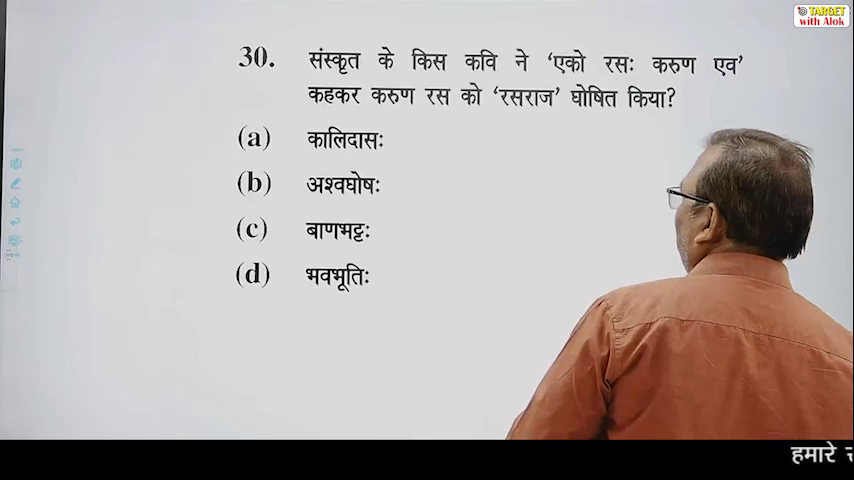 TARGET
with Alok
30. संस्कृत के किस कवि ने ‘एको रसः करुण एव’
कहकर करुण रस को ‘रसराज’ घोषित किया?
(a) कालिदासः
(b) अश्वघोषः
(c) बाणभट्टः
(d) भवभूतिः
हमारे